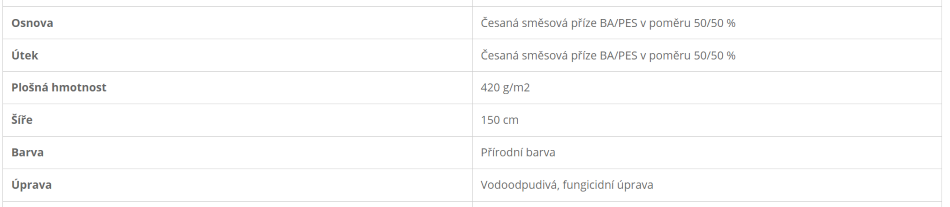 Osnova Česaná směsová příze BA/PES v poměru 50/50 %
Útek Česaná směsová příze BA/PES v poměru 50/50 %
Plošná hmotnost 420 g/m2
Šíře 150 cm
Barva Přírodní barva
Úprava Vodoodpudivá, fungicidní úprava